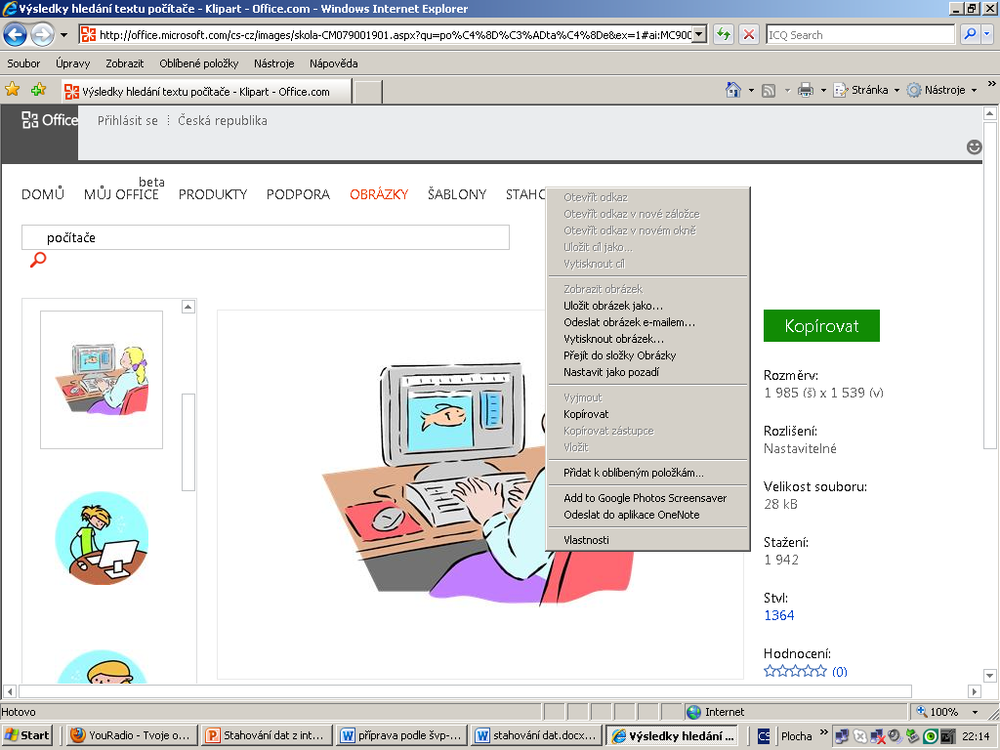 Výsledky hledání textu počítače - Klipart - Office.com - Windows Internet Explorer
http://office.microsoft.com/cs-cz/images/skola-CM079001901.aspx?qu=po%C4%8D%C3%ADta%C4%8De&ex=1#ai:MC900
ICQ Search
Soubor Úpravy Zobrazit Oblíbené položky Nástroje Nápověda
Výsledky hledání textu počítače - Klipart - Office.com
Stránka Nástroje
Office Přihlásit se Česká republika
beta
DOMŮ MŮJ OFFICE PRODUKTY PODPORA OBRÁZKY ŠABLONY STAHO
počítače
Otevřít odkaz
Otevřít odkaz v nové záložce
Otevřít odkaz v novém okně
Uložit cíl jako...
Vytisknout cíl
Zobrazit obrázek
Uložit obrázek jako...
Odeslat obrázek e-mailem...
Vytisknout obrázek...
Přejít do složky Obrázky
Nastavit jako pozadí
Vyjmout
Kopírovat
Kopírovat zástupce
Vložit
Přidat k oblíbeným položkám...
Add to Google Photos Screensaver
Odeslat do aplikace OneNote
Vlastnosti
Kopírovat
Rozměry:
1 985 (š) x 1 539 (v)
Rozlišení:
Nastavitelné
Velikost souboru:
28 kB
Stažení:
1 942
Styl:
1364
Hodnocení:
(0)
Hotovo Internet 100%
Start YouRadio - Tvoje o... Stahování dat z int... příprava podle švp-... stahování dat.docx... Výsledky hledání ... CS Plocha 22:14